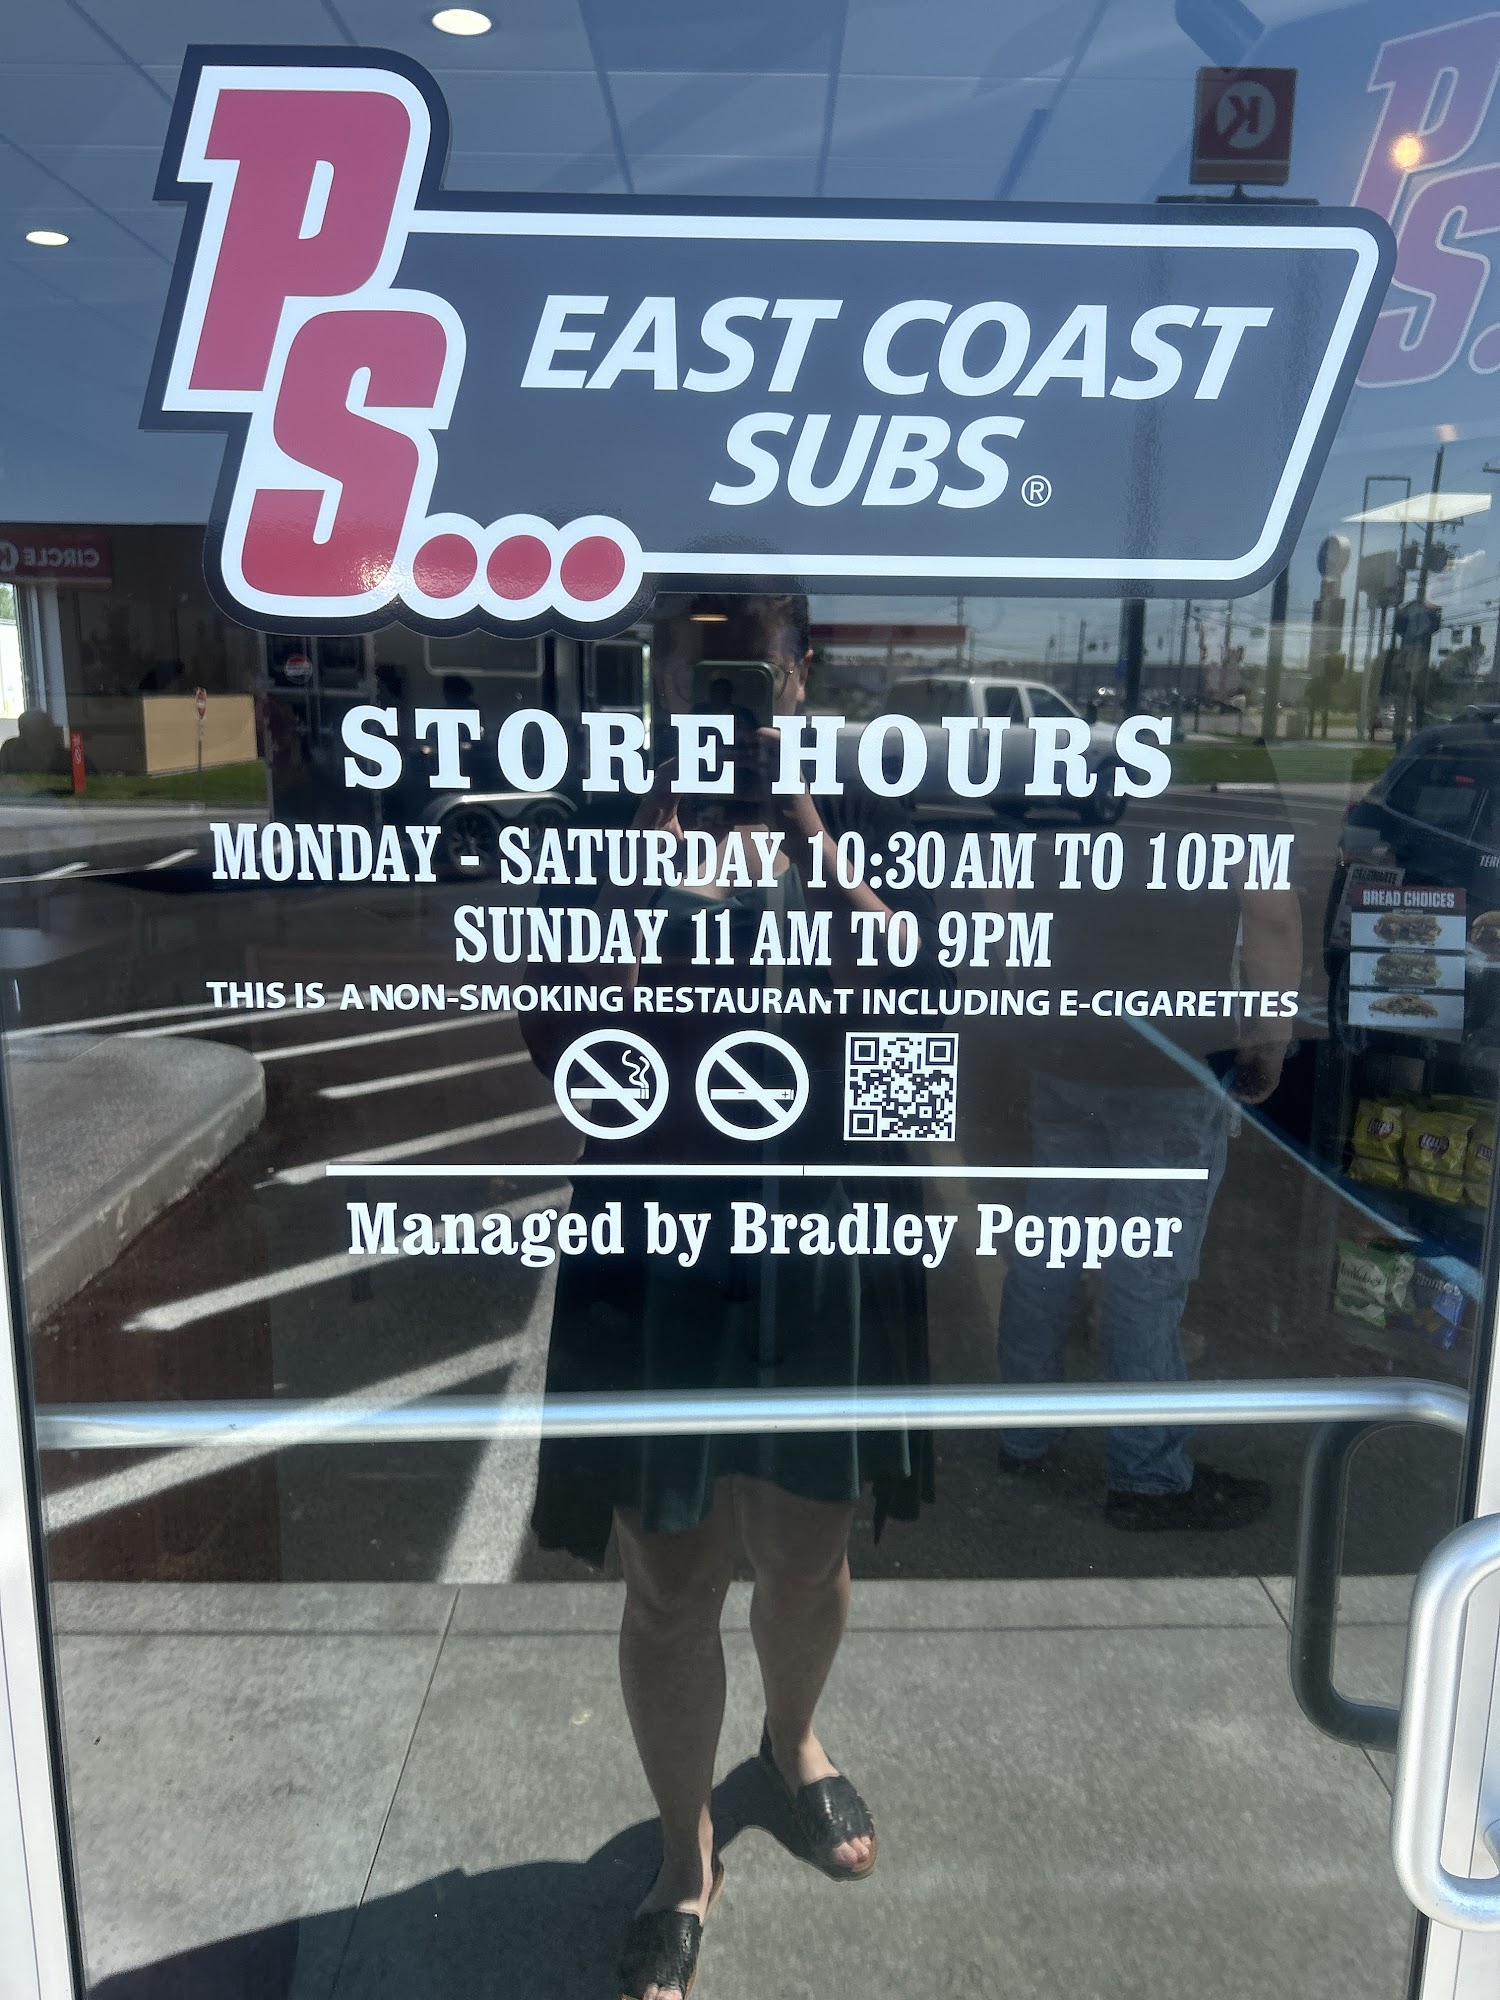 PS...
EAST COAST
SUBS®
K
CIRCLE K
STORE HOURS
MONDAY - SATURDAY 10:30AM TO 10PM
SUNDAY 11 AM TO 9PM
THIS IS A NON-SMOKING RESTAURANT INCLUDING E-CIGARETTES
Managed by Bradley Pepper
BREAD CHOICES
PS